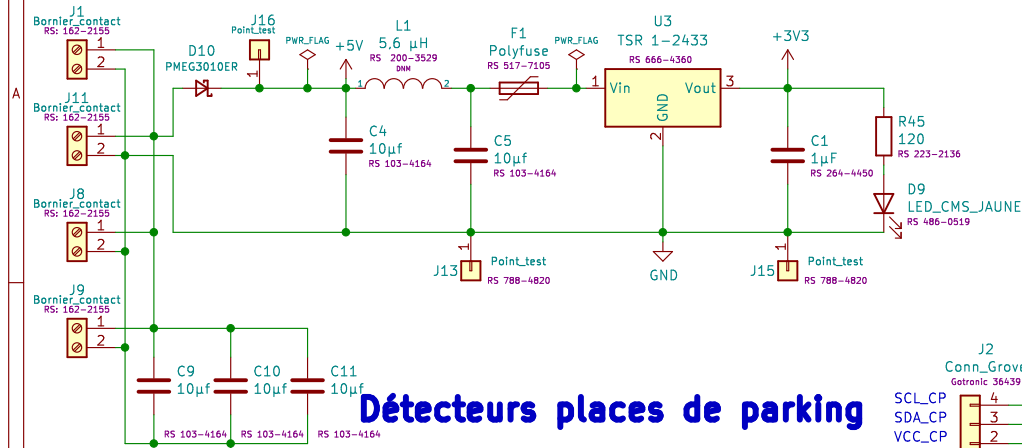 J1
Bornier_contact
RS: 162-2155
1
2
A
J11
Bornier_contact
RS: 162-2155
1
2
J8
Bornier_contact
RS: 162-2155
1
2
J9
Bornier_contact
RS: 162-2155
1
2
D10
PMEG3010ER
J16
Point_test
1
PWR_FLAG
+5V
L1
5,6 µH
RS 200-3529
DNM
1
2
F1
Polyfuse
RS 517-7105
PWR_FLAG
U3
TSR 1-2433
RS 666-4360
1
Vin
Vout
3
GND
2
+3V3
C4
10µf
RS 103-4164
C5
10µf
RS 103-4164
C1
1µF
RS 264-4450
R45
120
RS 223-2136
D9
LED_CMS_JAUNE
RS 486-0519
1
J13
Point_test
RS 788-4820
GND
1
J15
Point_test
RS 788-4820
C9
10µf
RS 103-4164
C10
10µf
RS 103-4164
C11
10µf
RS 103-4164
Détecteurs places de parking
J2
Conn_Grove
Gotronic 36439
SCL_CP
4
SDA_CP
3
VCC_CP
2